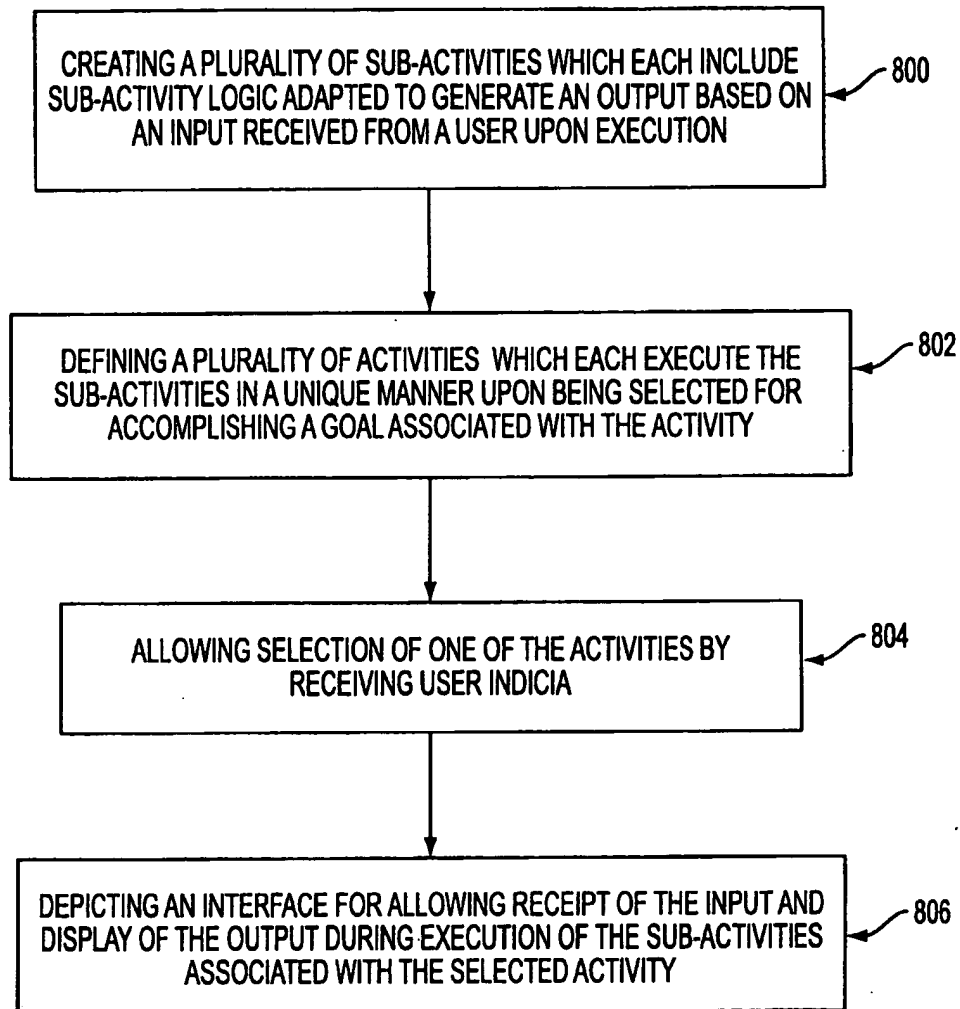 CREATING A PLURALITY OF SUB-ACTIVITIES WHICH EACH INCLUDE
SUB-ACTIVITY LOGIC ADAPTED TO GENERATE AN OUTPUT BASED ON
AN INPUT RECEIVED FROM A USER UPON EXECUTION
800
DEFINING A PLURALITY OF ACTIVITIES WHICH EACH EXECUTE THE
SUB-ACTIVITIES IN A UNIQUE MANNER UPON BEING SELECTED FOR
ACCOMPLISHING A GOAL ASSOCIATED WITH THE ACTIVITY
802
ALLOWING SELECTION OF ONE OF THE ACTIVITIES BY
RECEIVING USER INDICIA
804
DEPICTING AN INTERFACE FOR ALLOWING RECEIPT OF THE INPUT AND
DISPLAY OF THE OUTPUT DURING EXECUTION OF THE SUB-ACTIVITIES
ASSOCIATED WITH THE SELECTED ACTIVITY
806